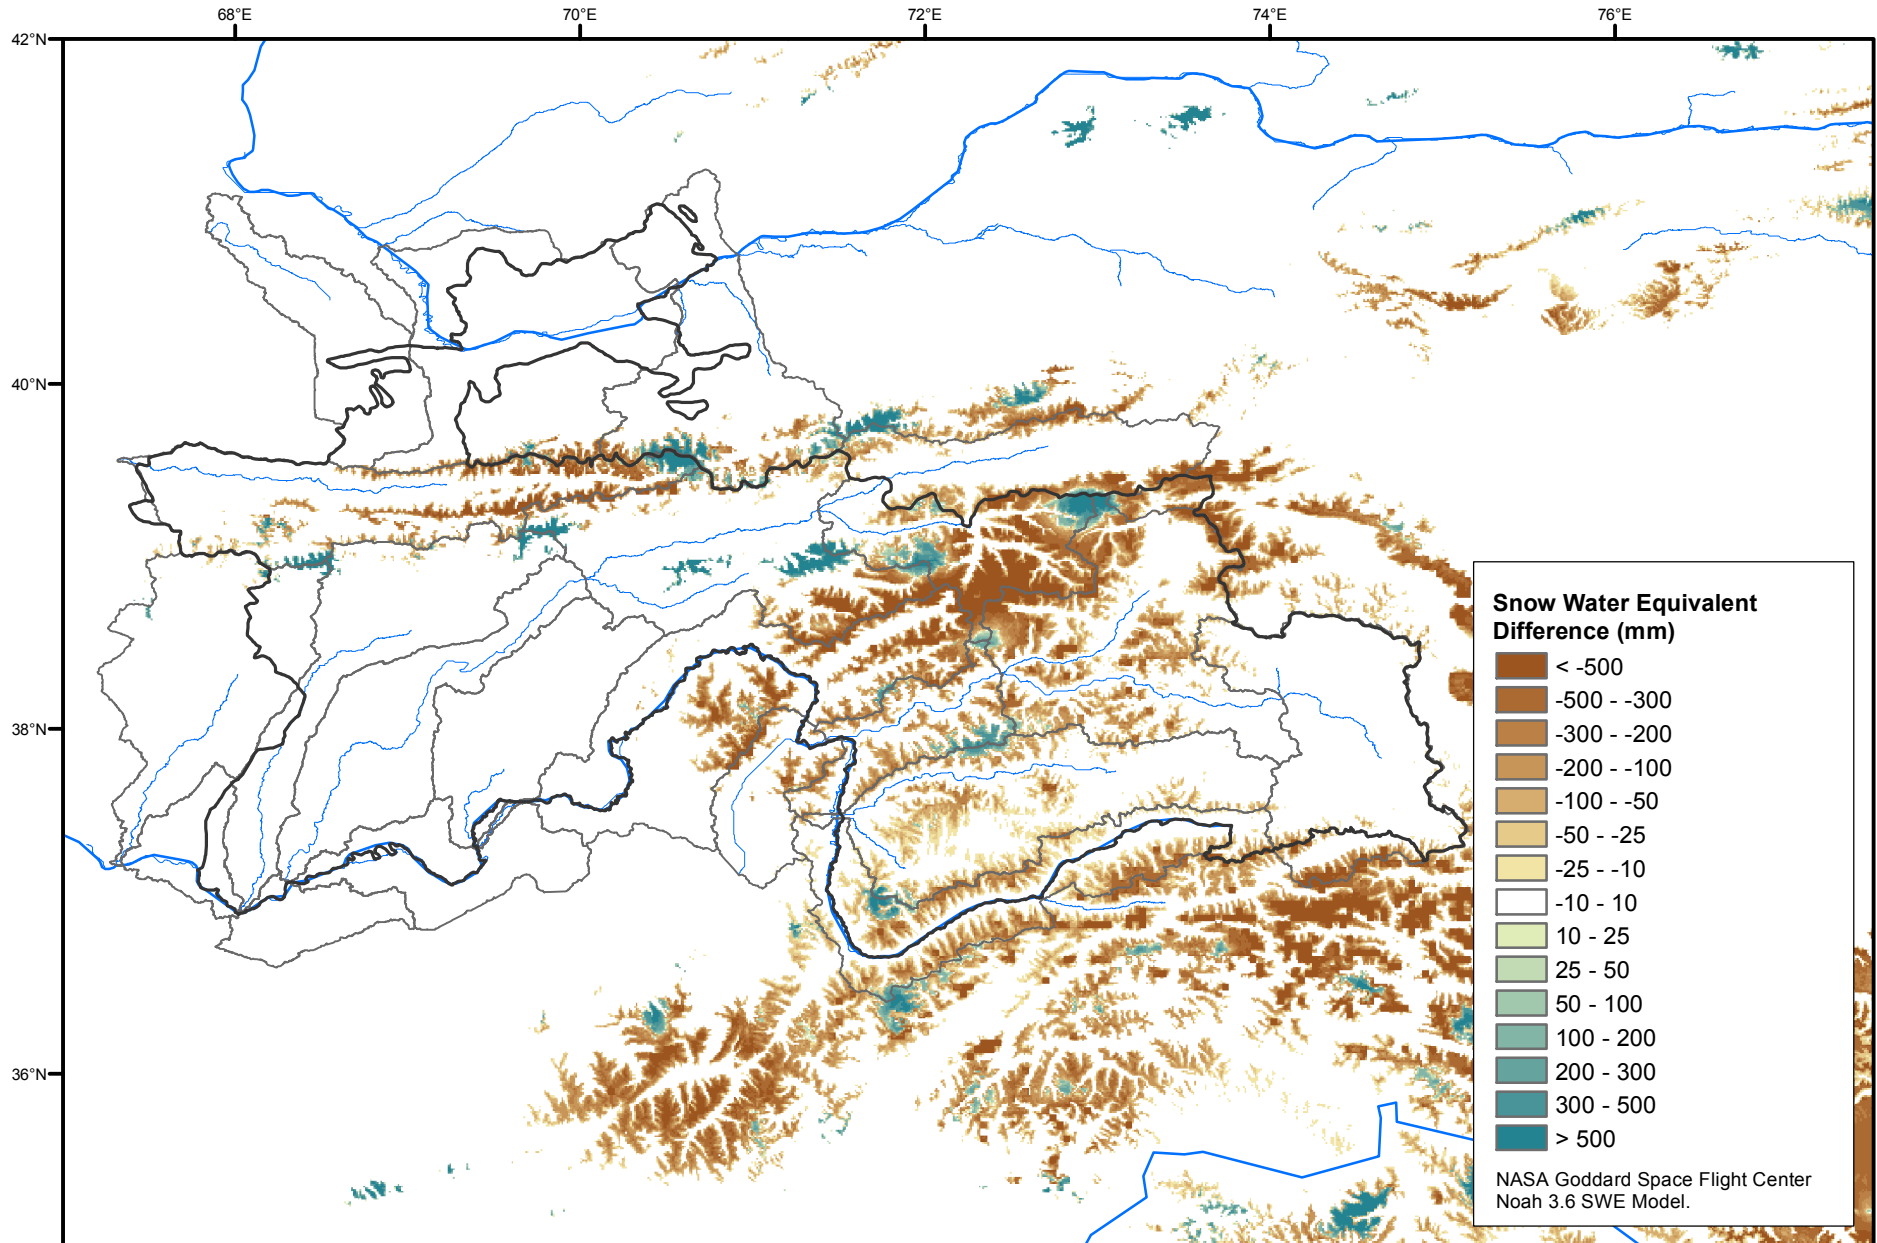 68°E
70°E
72°E
74°E
76°E
42°N
40°N
38°N
36°N
Snow Water Equivalent
Difference (mm)
< -500
-500 - -300
-300 - -200
-200 - -100
-100 - -50
-50 - -25
-25 - -10
-10 - 10
10 - 25
25 - 50
50 - 100
100 - 200
200 - 300
300 - 500
> 500
NASA Goddard Space Flight Center
Noah 3.6 SWE Model.